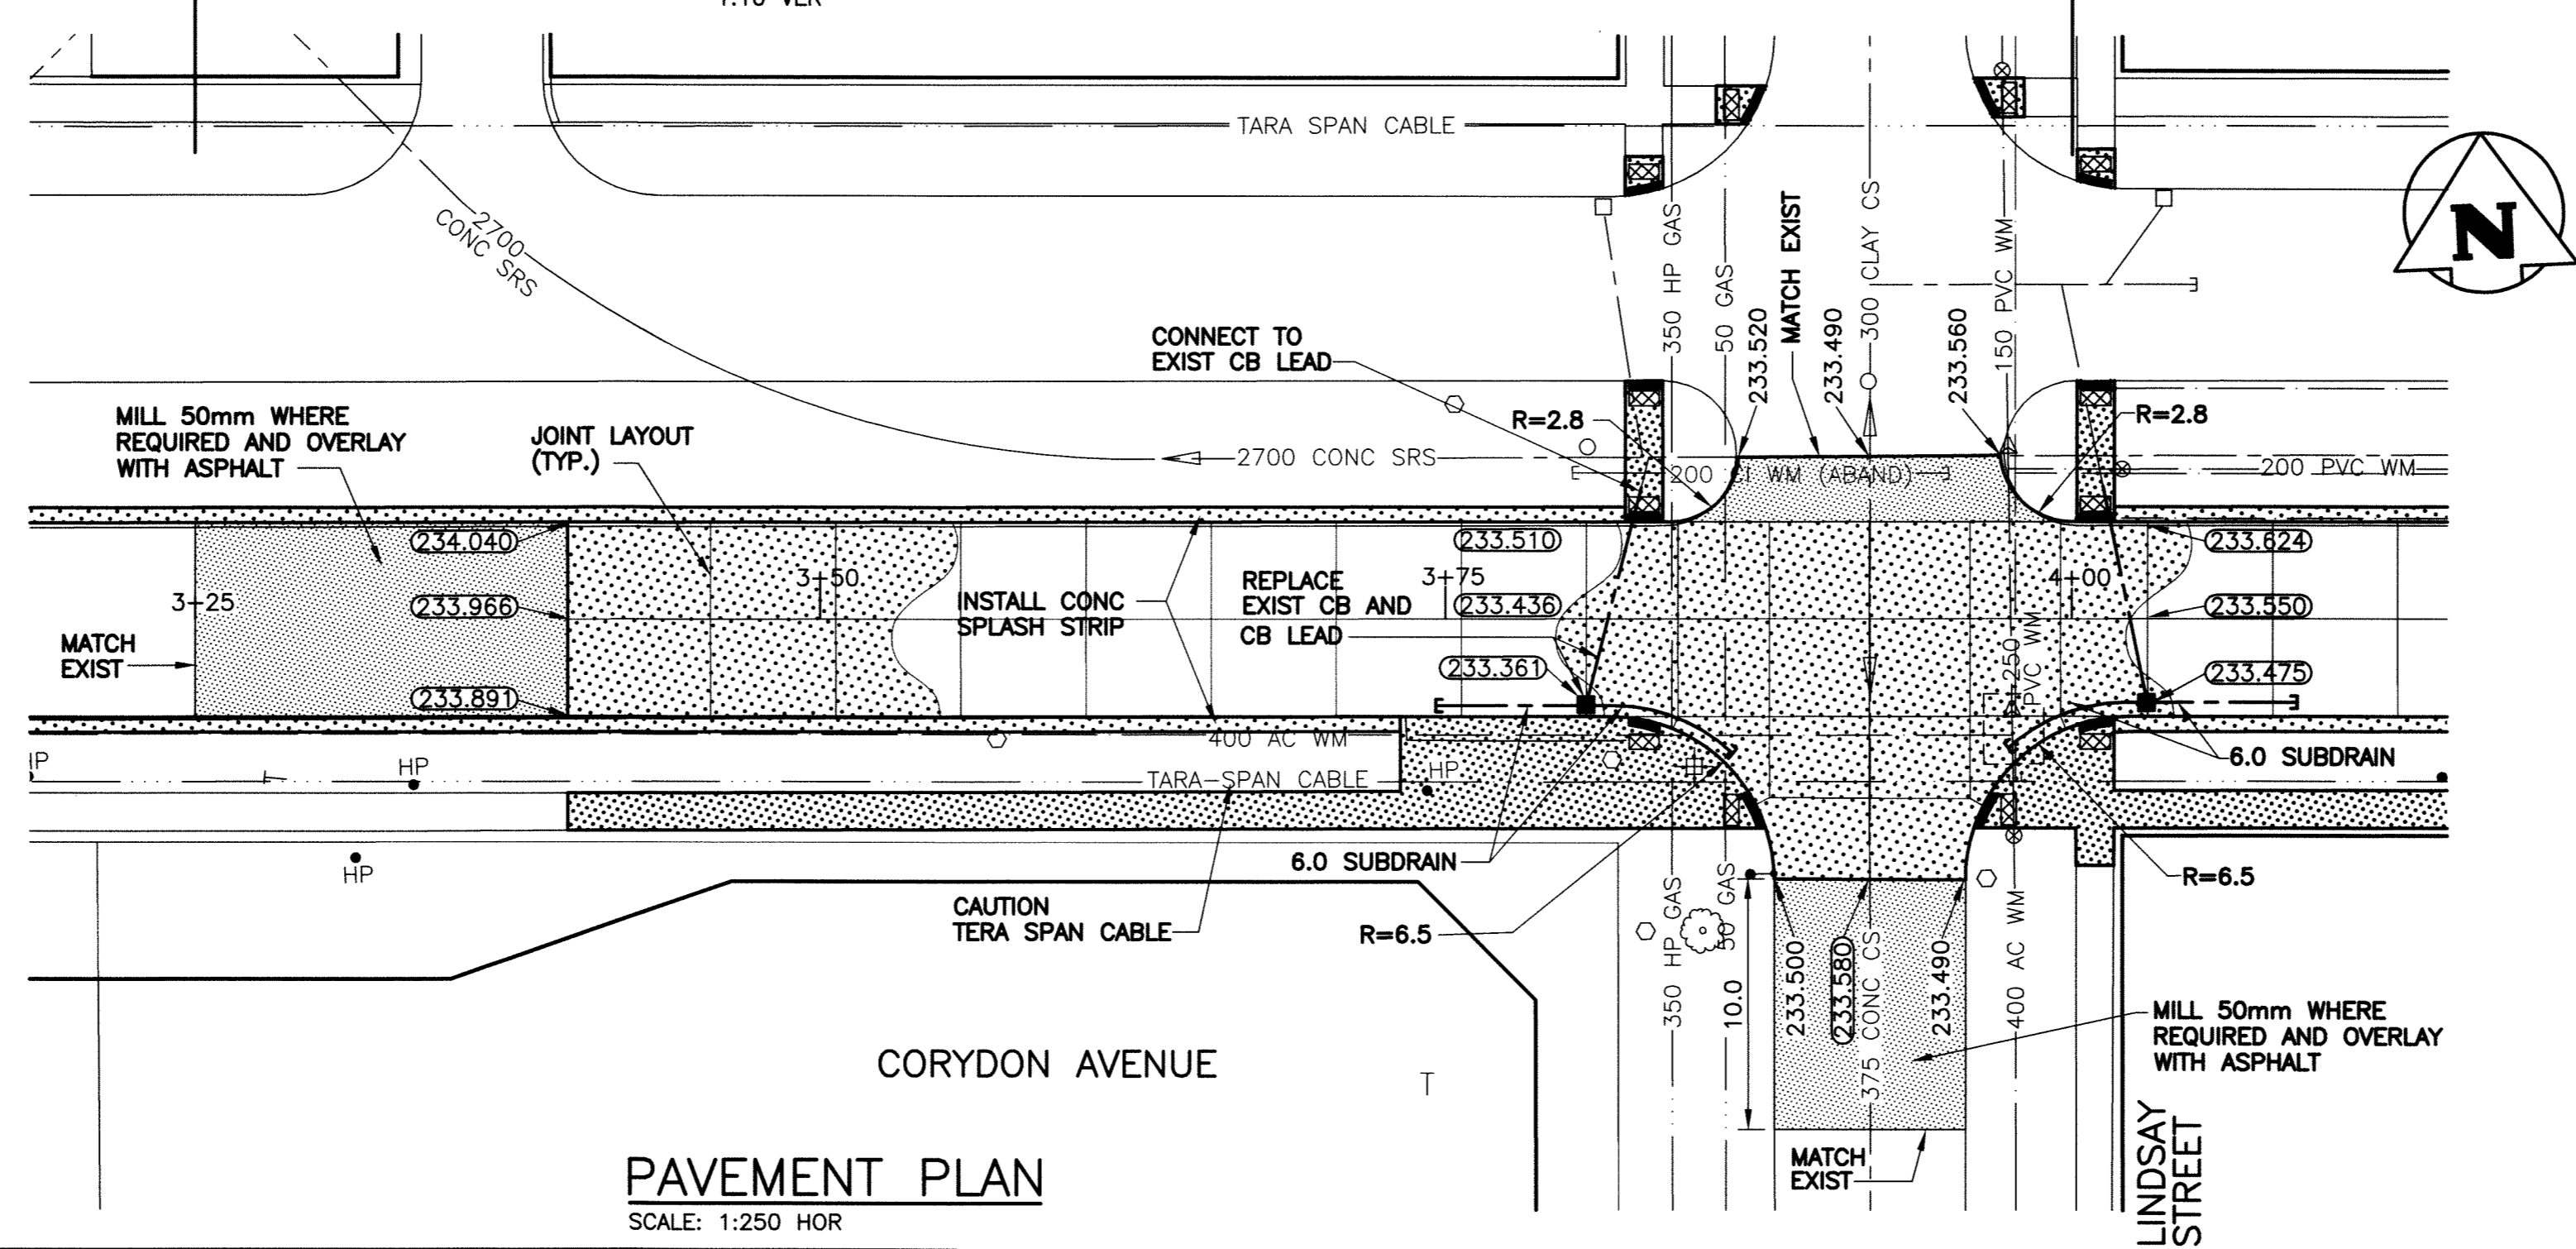 1:10 VER
TARA SPAN CABLE
N
2700
CONC SRS
350 HP GAS
50 GAS
MATCH EXIST
300 CLAY CS
150 PVC WM
233.520
233.490
233.560
CONNECT TO
EXIST CB LEAD
R=2.8
R=2.8
MILL 50mm WHERE
REQUIRED AND OVERLAY
WITH ASPHALT
JOINT LAYOUT
(TYP.)
2700 CONC SRS
200 CI WM (ABAND)
200 PVC WM
234.040
233.510
233.624
3+25
233.966
3+50
INSTALL CONC
SPLASH STRIP
REPLACE
EXIST CB AND
CB LEAD
3+75
233.436
4+00
233.550
MATCH
EXIST
233.891
233.361
250
PVC WM
233.475
400 AC WM
6.0 SUBDRAIN
HP
HP
TARA-SPAN CABLE
HP
HP
6.0 SUBDRAIN
R=6.5
CAUTION
TERA SPAN CABLE
R=6.5
350 HP GAS
50 GAS
10.0
233.500
233.580
375 CONC CS
233.490
400 AC WM
MILL 50mm WHERE
REQUIRED AND OVERLAY
WITH ASPHALT
CORYDON AVENUE
T
MATCH
EXIST
LINDSAY
STREET
PAVEMENT PLAN
SCALE: 1:250 HOR